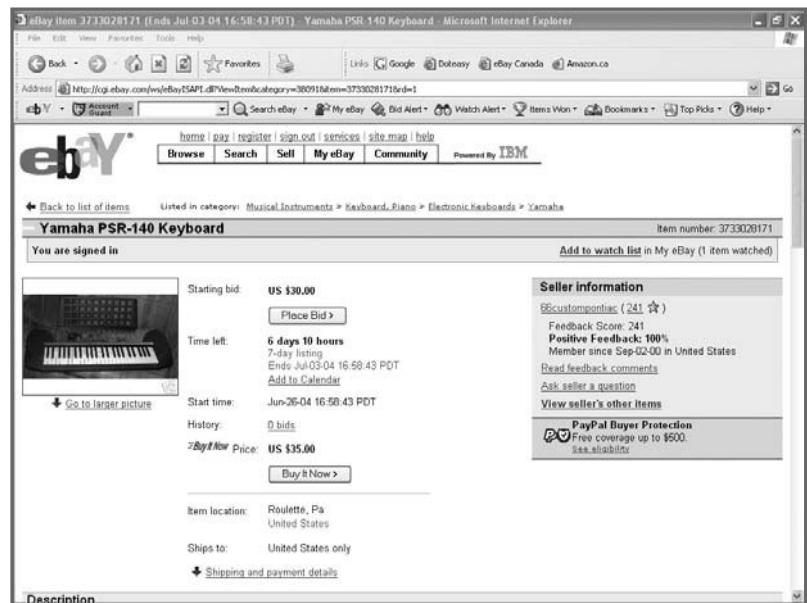 eBay item 3733028171 (Ends Jul-03-04 16:58:43 PDT) - Yamaha PSR-140 Keyboard - Microsoft Internet Explorer
File Edit View Favorites Tools Help
Back Favorites Links Google Doteasy eBay Canada Amazon.ca
Address http://cgi.ebay.com/ws/eBayISAPI.dll?ViewItem&category=38091&item=3733028171&rd=1 Go
ebY Account Guard Search eBay My eBay Bid Alert Watch Alert Items Won Bookmarks Top Picks Help
home | pay | register | sign out | services | site map | help
ebaY Browse Search Sell My eBay Community Powered By IBM
Back to list of items Listed in category: Musical Instruments > Keyboard, Piano > Electronic Keyboards > Yamaha
Yamaha PSR-140 Keyboard Item number: 3733028171
You are signed in Add to watch list in My eBay (1 item watched)
Starting bid: US $30.00
Place Bid >
Time left: 6 days 10 hours
7-day listing
Ends Jul-03-04 16:58:43 PDT
Add to Calendar
Go to larger picture
Start time: Jun-26-04 16:58:43 PDT
History: 0 bids
Buy It Now Price: US $35.00
Buy It Now >
Item location: Roulette, Pa
United States
Ships to: United States only
Shipping and payment details
Seller information
66custompontiac ( 241 )
Feedback Score: 241
Positive Feedback: 100%
Member since Sep-02-00 in United States
Read feedback comments
Ask seller a question
View seller's other items
PayPal Buyer Protection
Free coverage up to $500.
See eligibility
Description